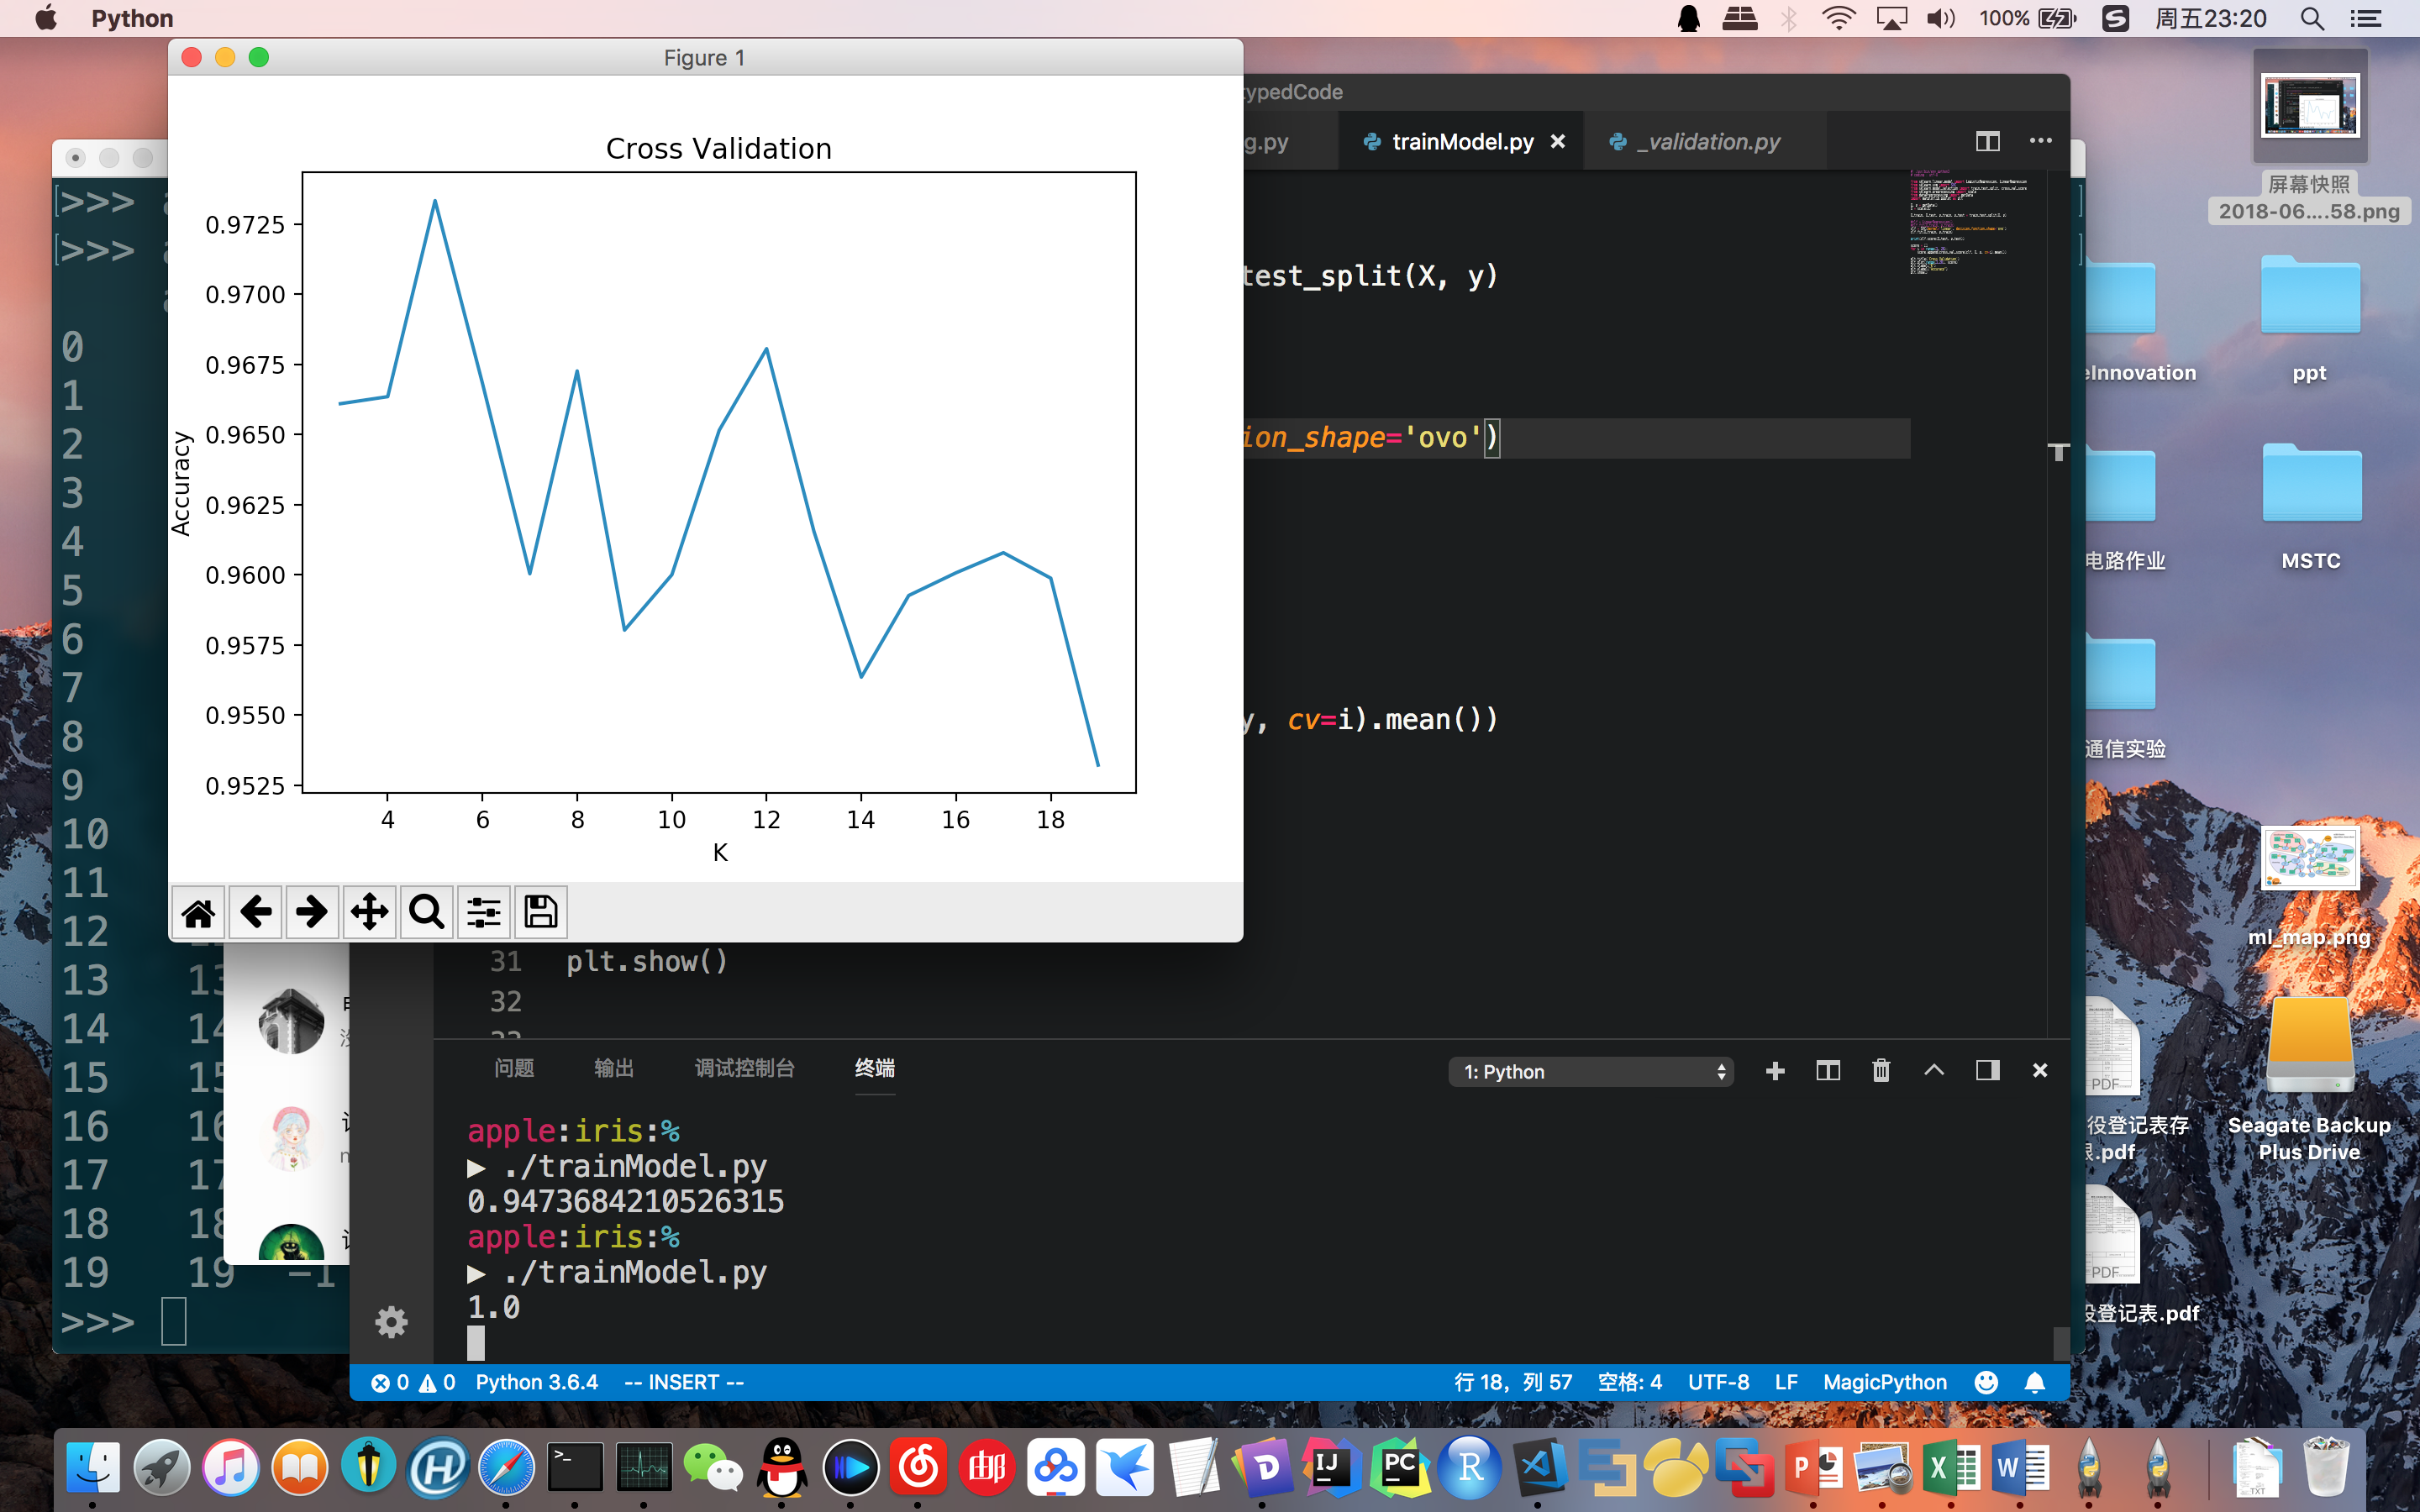 Python
100%
周五23:20
Figure 1
Cross Validation
0.9725
0.9700
0.9675
0.9650
0.9625
0.9600
0.9575
0.9550
0.9525
Accuracy
4 6 8 10 12 14 16 18
K
typedCode
g.py trainModel.py _validation.py
test_split(X, y)
ion_shape='ovo')
y, cv=i).mean())
31 plt.show()
32
问题 输出 调试控制台 终端
1: Python
apple:iris:%
▶ ./trainModel.py
0.9473684210526315
apple:iris:%
▶ ./trainModel.py
1.0
0 0 Python 3.6.4 -- INSERT --
行 18，列 57 空格: 4 UTF-8 LF MagicPython
>>>
>>>
0
1
2
3
4
5
6
7
8
9
10
11
12
13 13
14 14
15 15
16 16
17 17
18 18
19 19 -1
>>>
屏幕快照
2018-06....58.png
eInnovation
ppt
电路作业
MSTC
通信实验
ml_map.png
PDF
役登记表存
.pdf
Seagate Backup
Plus Drive
PDF
役登记表.pdf
IJ
PC
R
P
X
W
TXT